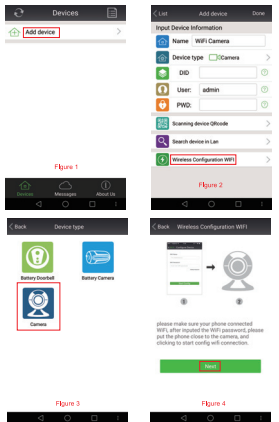 Devices
Add device
Figure 1
Devices
Messages
About Us
< List
Add device
Done
Input Device Information
Name
WiFi Camera
Device type
Camera
DID
User:
admin
PWD:
Scanning device QRcode
Search device in Lan
Wireless Configuration WIFI
Figure 2
< Back
Device type
Battery Doorbell
Battery Camera
Camera
Figure 3
< Back
Wireless Configuration WIFI
please make sure your phone connected
WiFi, after inputed the WiFi password, please
put the phone close to the camera, and
clicking to start config wifi connection.
Next
Figure 4